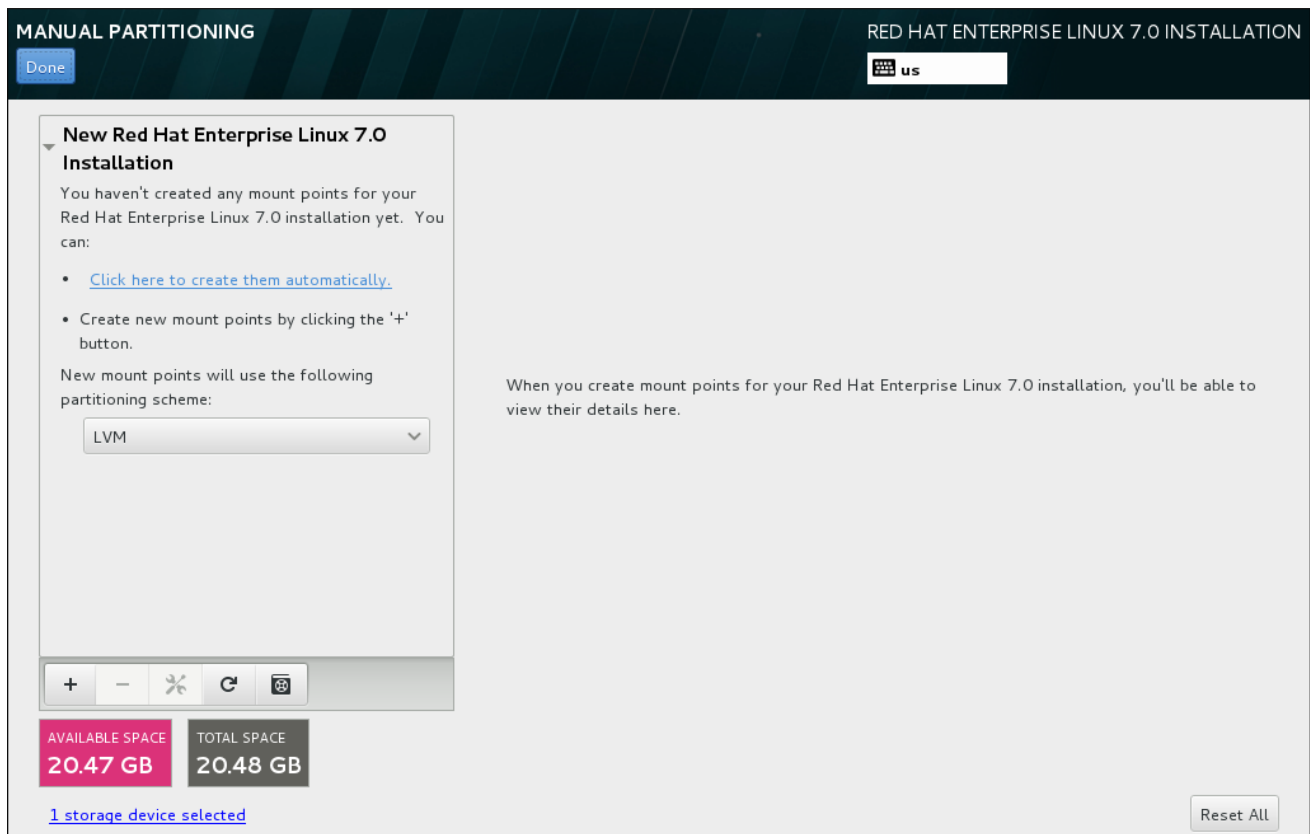 MANUAL PARTITIONING
RED HAT ENTERPRISE LINUX 7.0 INSTALLATION
Done
us
New Red Hat Enterprise Linux 7.0
Installation
You haven't created any mount points for your
Red Hat Enterprise Linux 7.0 installation yet. You
can:
• Click here to create them automatically.
• Create new mount points by clicking the '+'
button.
New mount points will use the following
partitioning scheme:
LVM
When you create mount points for your Red Hat Enterprise Linux 7.0 installation, you'll be able to
view their details here.
+ −
AVAILABLE SPACE
20.47 GB
TOTAL SPACE
20.48 GB
1 storage device selected
Reset All